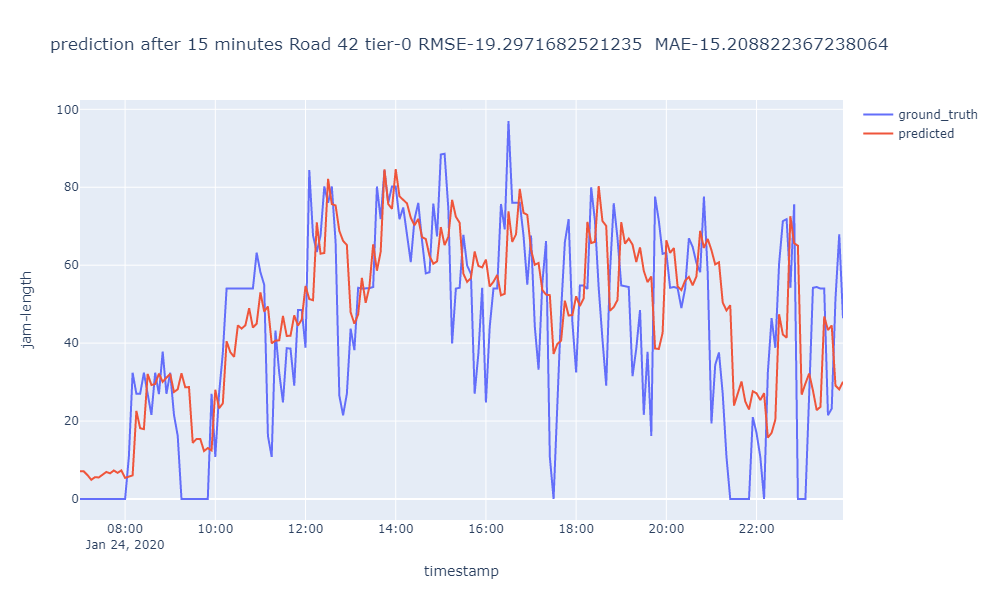 prediction after 15 minutes Road 42 tier-0 RMSE-19.2971682521235  MAE-15.208822367238064
ground_truth
predicted
100
80
60
40
20
0
jam-length
08:00 10:00 12:00 14:00 16:00 18:00 20:00 22:00
Jan 24, 2020
timestamp